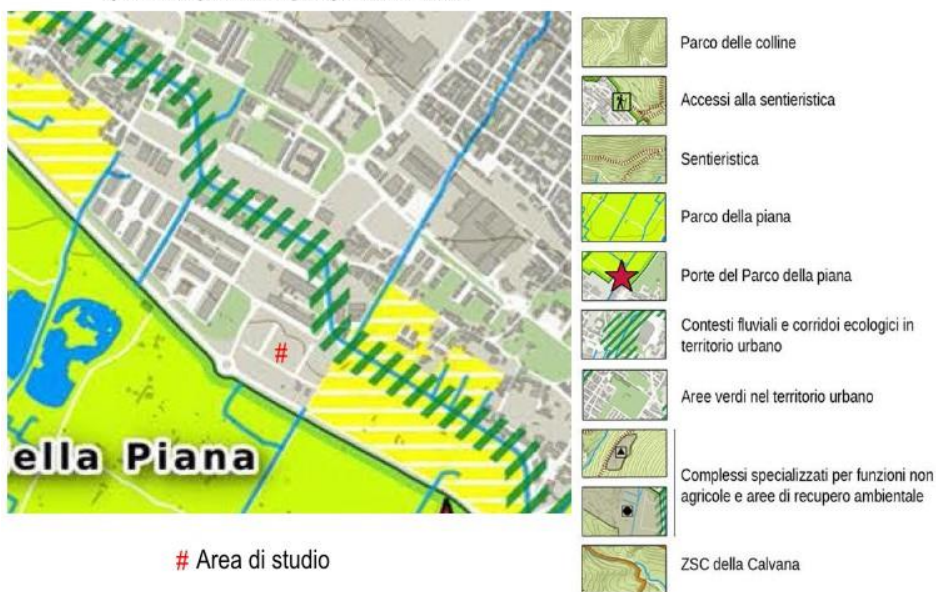 ella Piana
#
# Area di studio
Parco delle colline
Accessi alla sentieristica
Sentieristica
Parco della piana
Porte del Parco della piana
Contesti fluviali e corridoi ecologici in
territorio urbano
Aree verdi nel territorio urbano
Complessi specializzati per funzioni non
agricole e aree di recupero ambientale
ZSC della Calvana